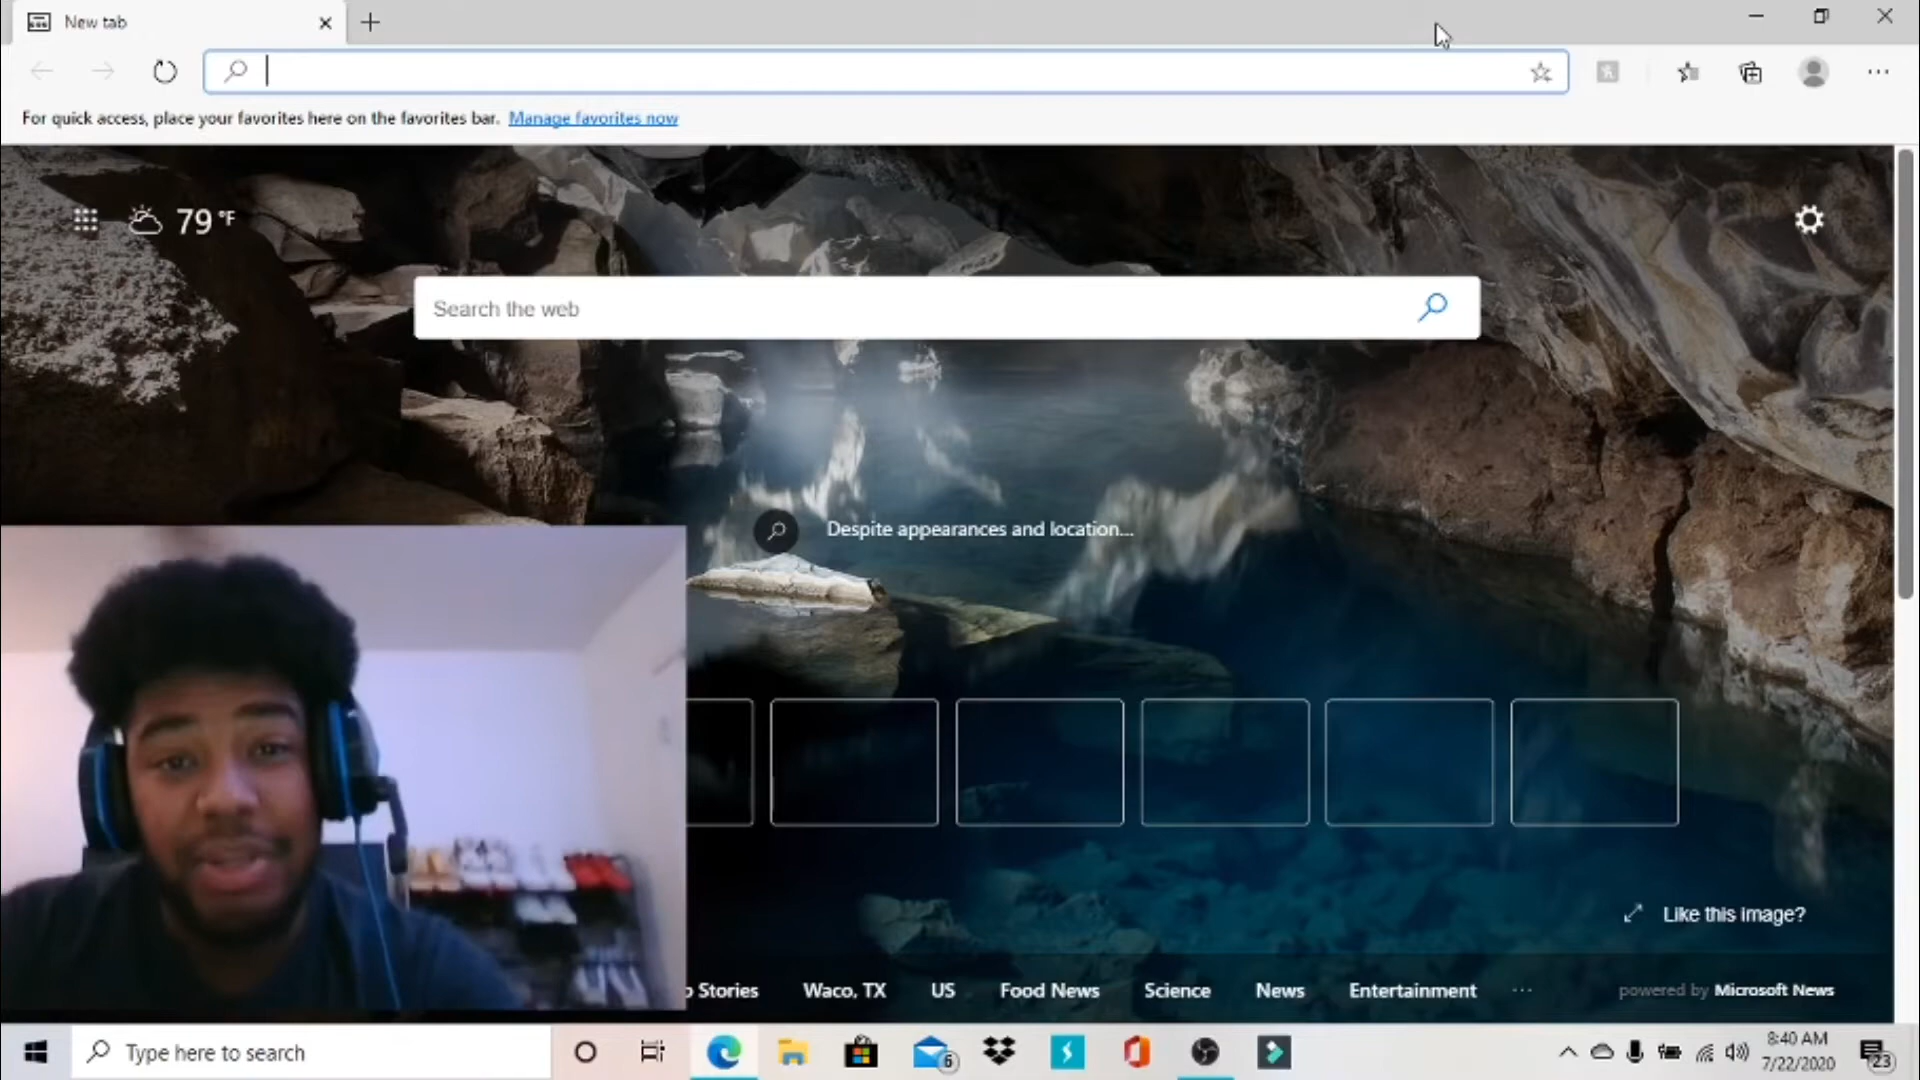 New tab
For quick access, place your favorites here on the favorites bar. Manage favorites now
79 °F
Search the web
Despite appearances and location...
Like this image?
Stories
Waco, TX
US
Food News
Science
News
Entertainment
powered by Microsoft News
Type here to search
6
8:40 AM
7/22/2020
23